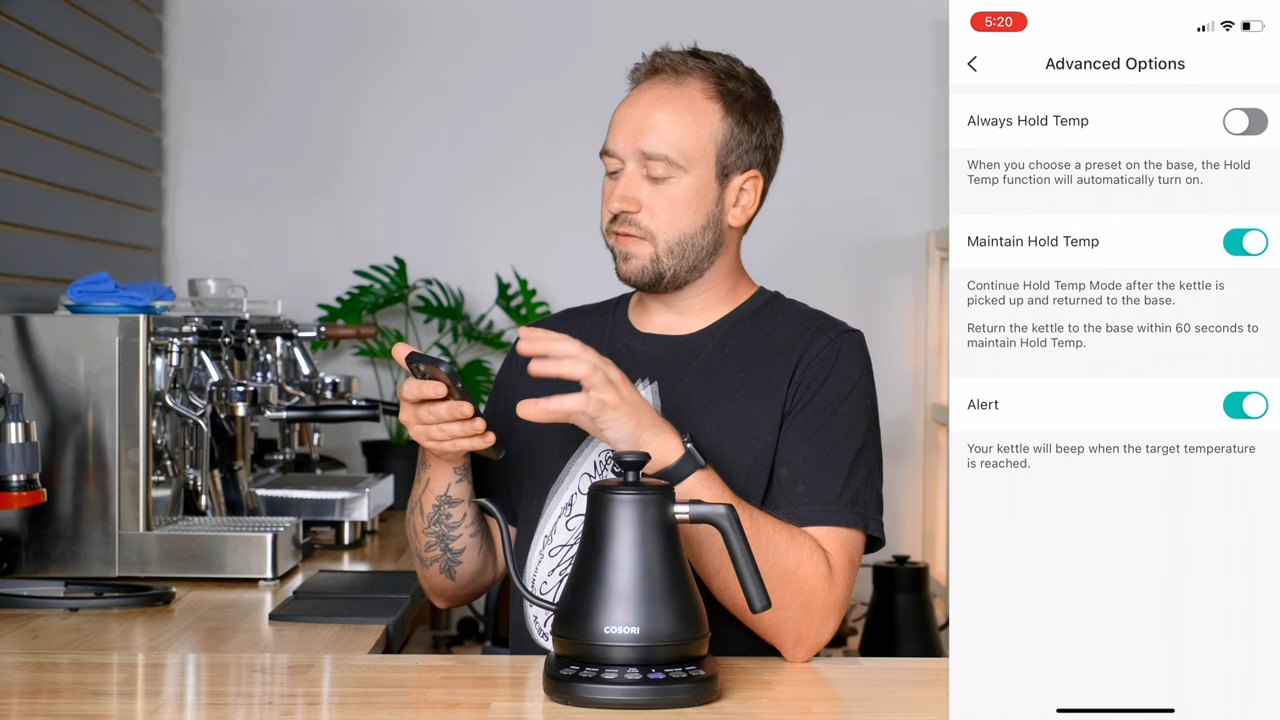 5:20
Advanced Options
Always Hold Temp
When you choose a preset on the base, the Hold
Temp function will automatically turn on.
Maintain Hold Temp
Continue Hold Temp Mode after the kettle is
picked up and returned to the base.
Return the kettle to the base within 60 seconds to
maintain Hold Temp.
Alert
Your kettle will beep when the target temperature
is reached.
COSORI